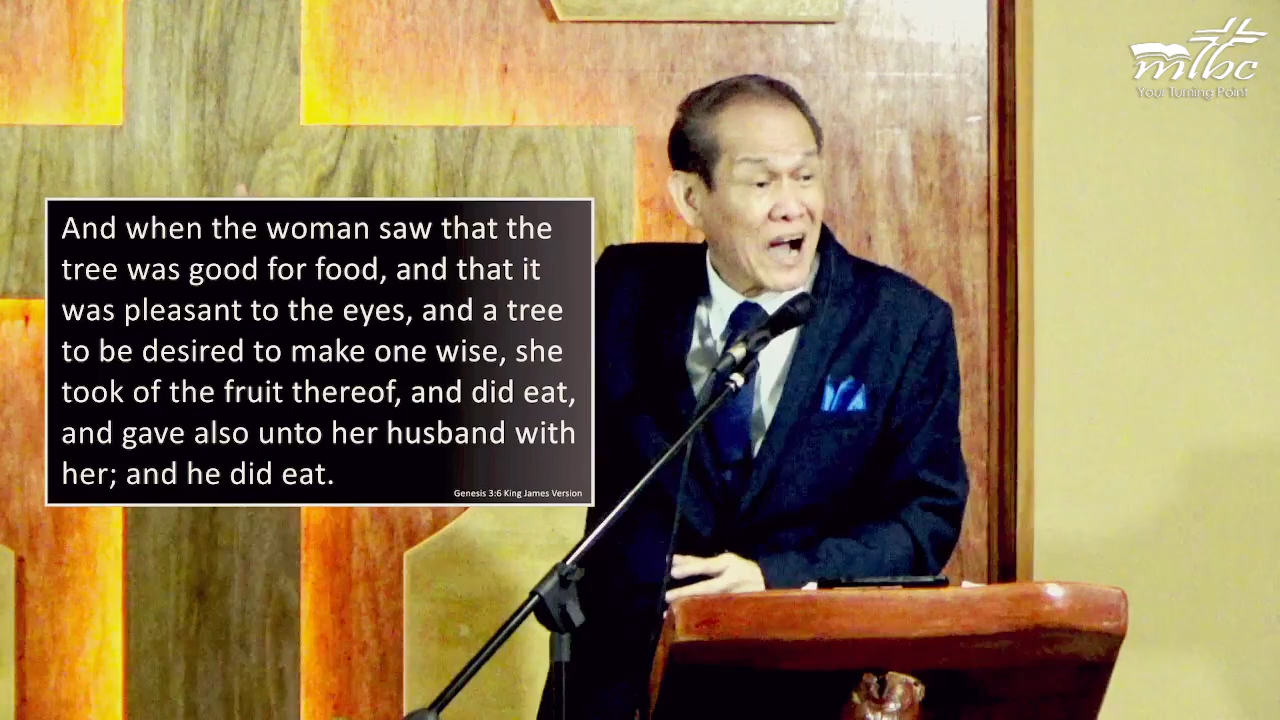 mtbc
Your Turning Point
And when the woman saw that the
tree was good for food, and that it
was pleasant to the eyes, and a tree
to be desired to make one wise, she
took of the fruit thereof, and did eat,
and gave also unto her husband with
her; and he did eat.
Genesis 3:6 King James Version